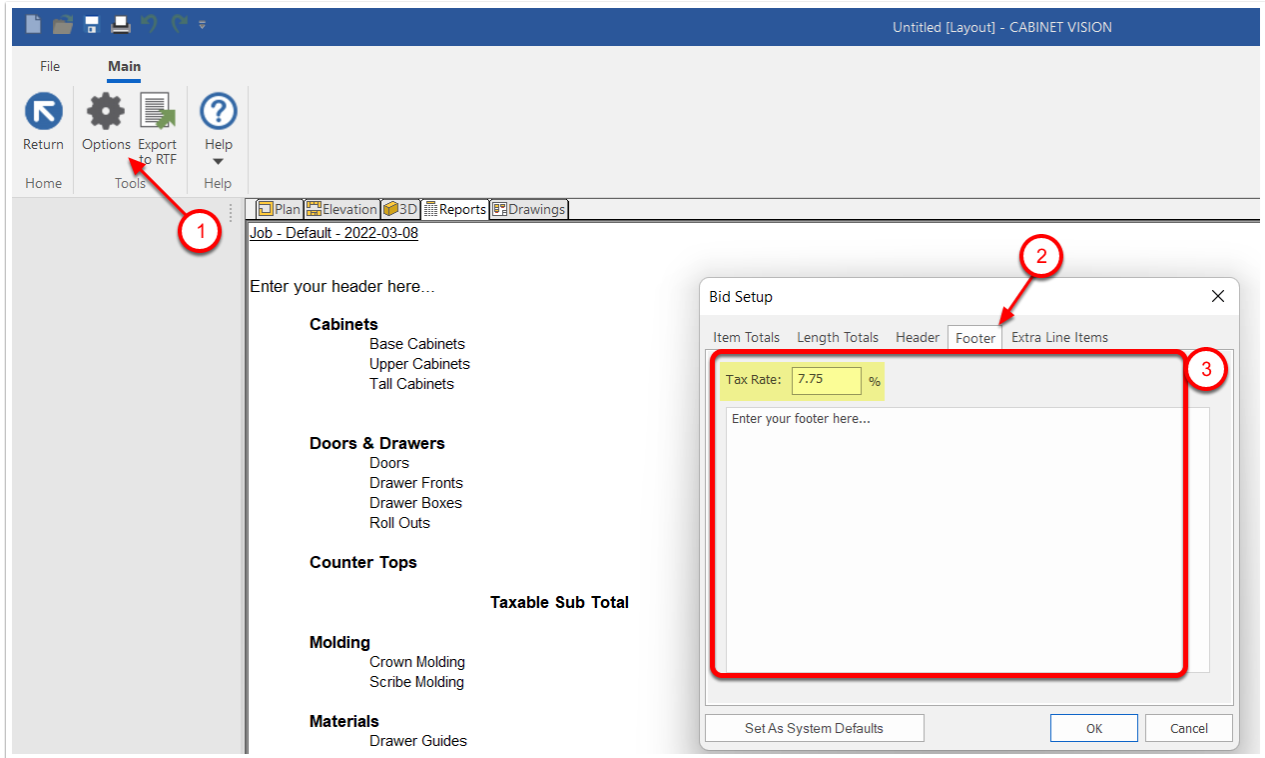 Untitled [Layout] - CABINET VISION
File Main
Return Options Export to RTF Help
Home Tools Help
1
Plan Elevation 3D Reports Drawings
Job - Default - 2022-03-08
Enter your header here...
Cabinets
Base Cabinets
Upper Cabinets
Tall Cabinets
Doors & Drawers
Doors
Drawer Fronts
Drawer Boxes
Roll Outs
Counter Tops
Taxable Sub Total
Molding
Crown Molding
Scribe Molding
Materials
Drawer Guides
2
Bid Setup
Item Totals Length Totals Header Footer Extra Line Items
3
Tax Rate: 7.75 %
Enter your footer here...
Set As System Defaults OK Cancel